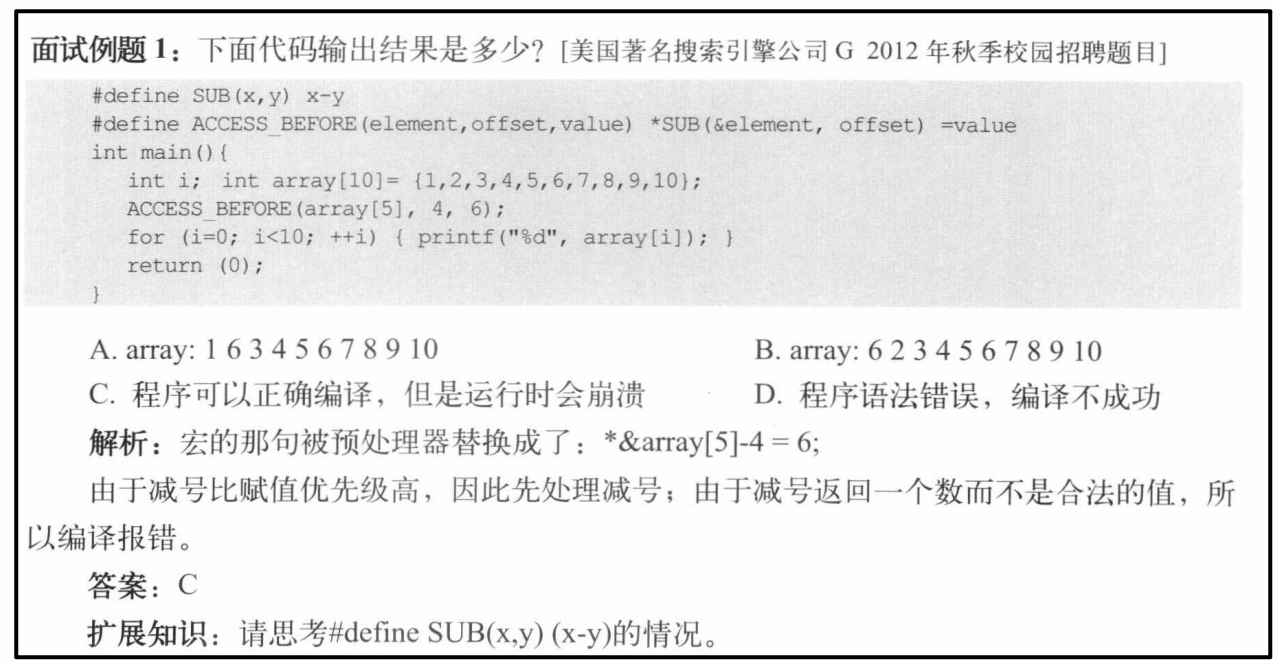 面试例题 1：下面代码输出结果是多少？[美国著名搜索引擎公司 G 2012 年秋季校园招聘题目]
#define SUB(x,y) x-y
#define ACCESS_BEFORE(element,offset,value) *SUB(&element, offset) =value
int main(){
int i; int array[10]= {1,2,3,4,5,6,7,8,9,10};
ACCESS_BEFORE(array[5], 4, 6);
for (i=0; i<10; ++i) { printf("%d", array[i]); }
return (0);
}
A. array: 1 6 3 4 5 6 7 8 9 10 B. array: 6 2 3 4 5 6 7 8 9 10
C. 程序可以正确编译，但是运行时会崩溃 D. 程序语法错误，编译不成功
解析：宏的那句被预处理器替换成了：*&array[5]-4 = 6;
由于减号比赋值优先级高，因此先处理减号；由于减号返回一个数而不是合法的值，所
以编译报错。
答案：C
扩展知识：请思考#define SUB(x,y) (x-y)的情况。